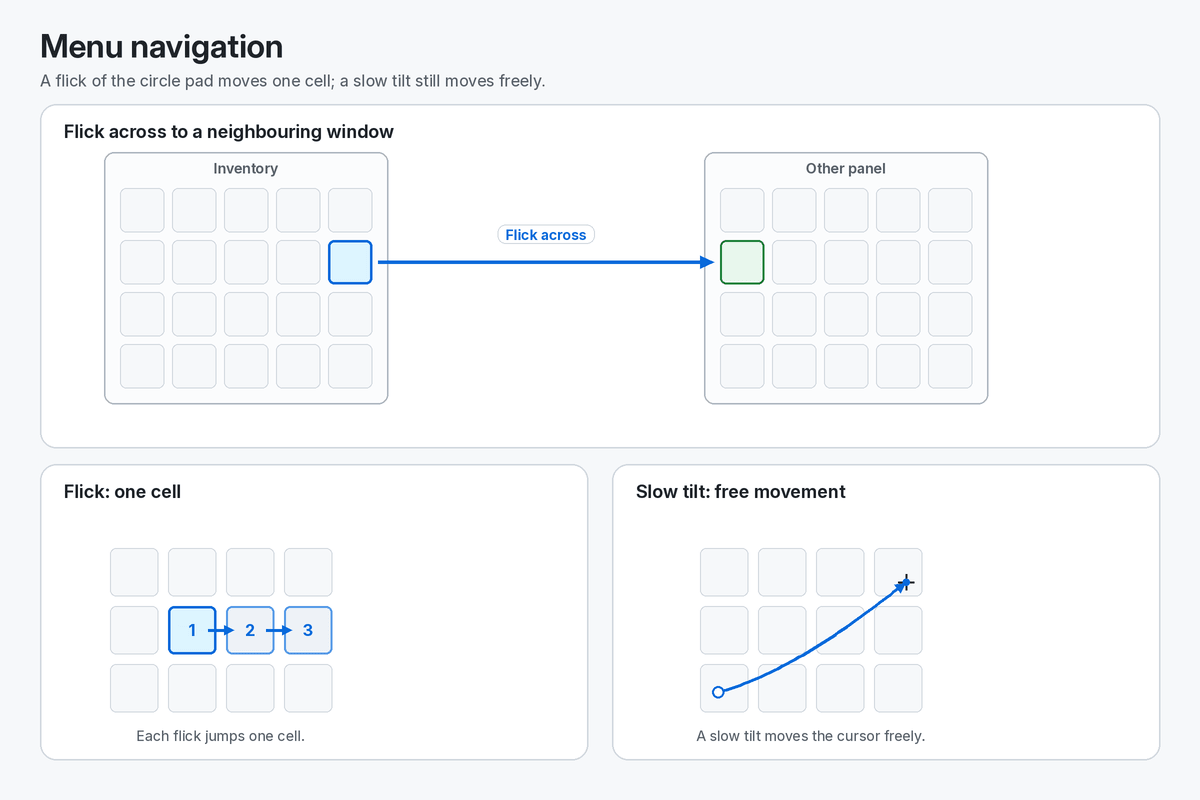 Menu navigation
A flick of the circle pad moves one cell; a slow tilt still moves freely.
Flick across to a neighbouring window
Inventory
Other panel
Flick across
Flick: one cell
1 2 3
Each flick jumps one cell.
Slow tilt: free movement
A slow tilt moves the cursor freely.